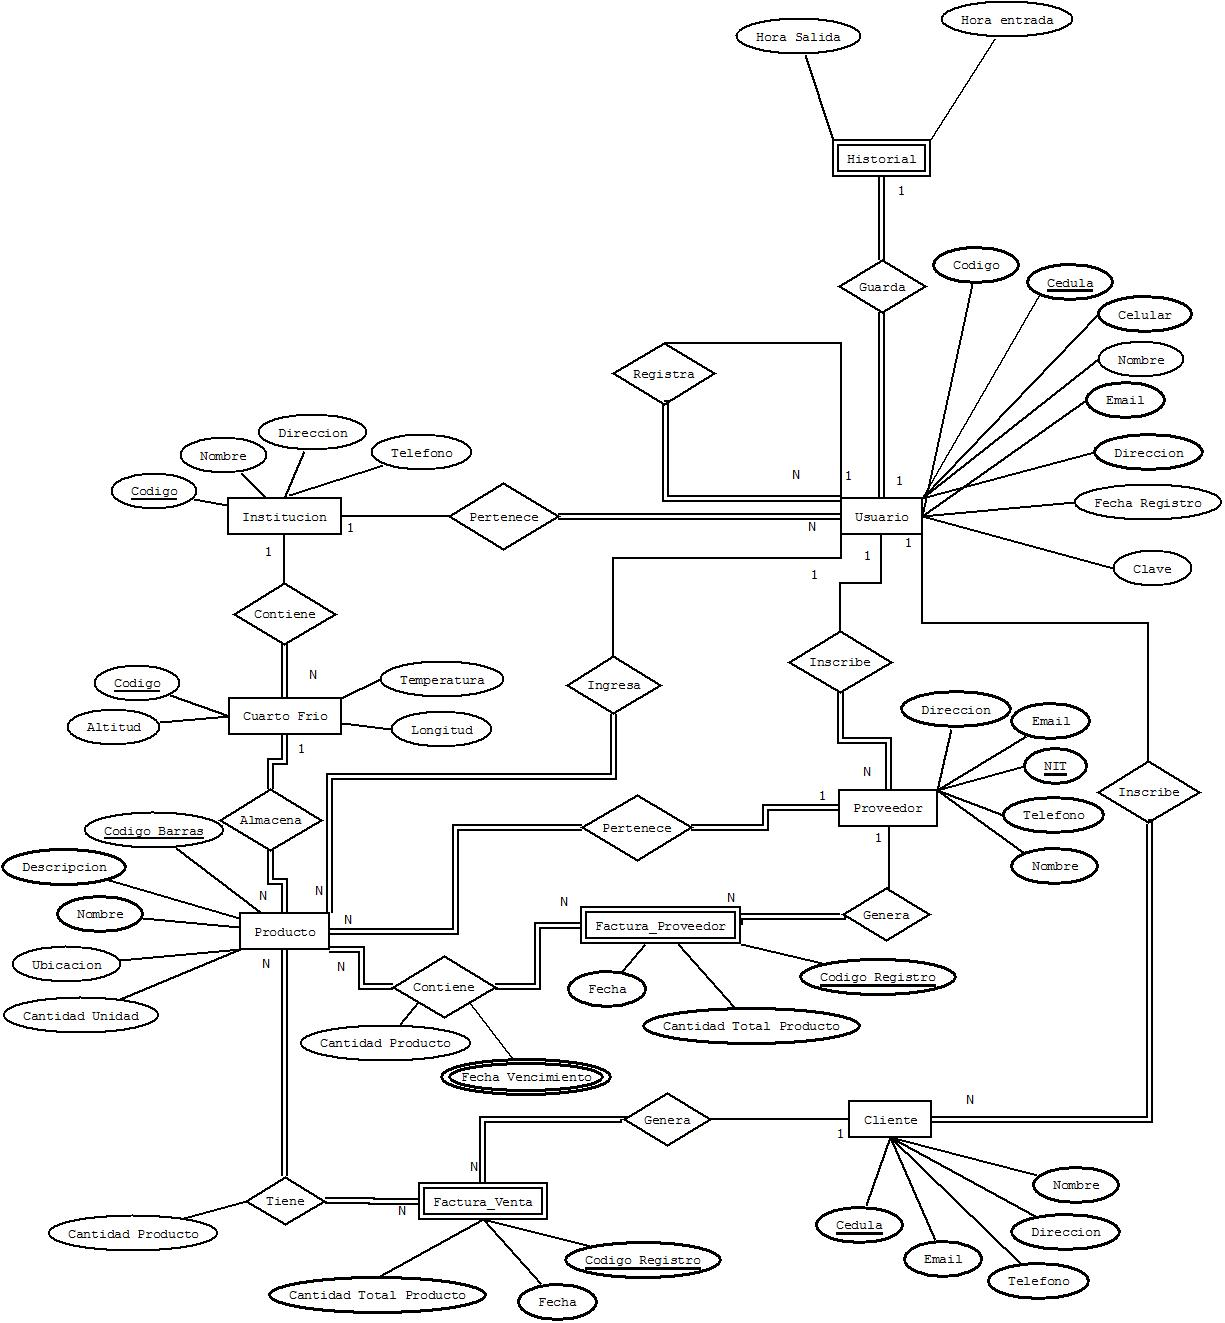 Hora entrada
Hora Salida
Historial
1
Guarda
Codigo
Cedula
Celular
Nombre
Email
Direccion
Fecha Registro
Clave
Registra
N
1
1
Usuario
N
1
1
1
Pertenece
Direccion
Nombre
Telefono
Codigo
Institucion
1
1
Contiene
N
Codigo
Temperatura
Cuarto Frio
Altitud
Longitud
1
Ingresa
Inscribe
N
Direccion
Email
NIT
Telefono
Nombre
1
Proveedor
1
Inscribe
Almacena
Pertenece
Codigo Barras
Descripcion
Nombre
Ubicacion
Cantidad Unidad
N
N
N
Producto
N
N
N
N
Factura_Proveedor
Genera
Contiene
Fecha
Codigo Registro
Cantidad Total Producto
Cantidad Producto
Fecha Vencimiento
N
Genera
Cliente
1
N
Tiene
N
Factura_Venta
Cantidad Producto
Codigo Registro
Cantidad Total Producto
Fecha
Nombre
Cedula
Direccion
Email
Telefono